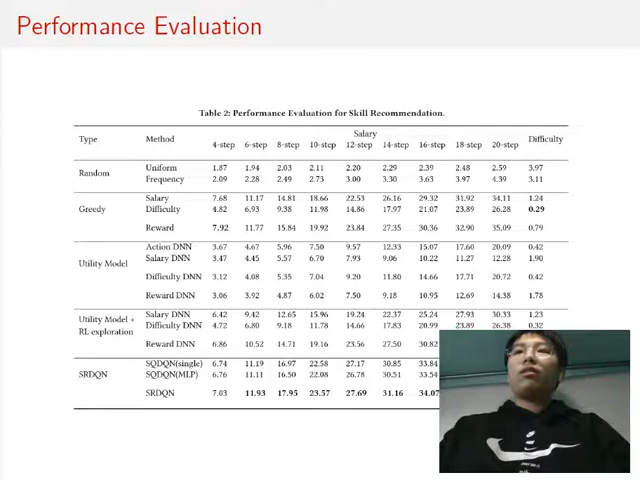 Performance Evaluation
Table 2: Performance Evaluation for Skill Recommendation.
Type Method Salary Difficulty
4-step 6-step 8-step 10-step 12-step 14-step 16-step 18-step 20-step
Random Uniform 1.87 1.94 2.03 2.11 2.20 2.29 2.39 2.48 2.59 3.97
Frequency 2.09 2.28 2.49 2.73 3.00 3.30 3.63 3.97 4.39 3.11
Greedy Salary 7.68 11.17 14.81 18.66 22.53 26.16 29.32 31.92 34.11 1.24
Difficulty 4.82 6.93 9.38 11.98 14.86 17.97 21.07 23.89 26.28 0.29
Reward 7.92 11.77 15.84 19.92 23.84 27.35 30.36 32.90 35.09 0.79
Utility Model Action DNN 3.67 4.67 5.96 7.50 9.57 12.33 15.07 17.60 20.09 0.42
Salary DNN 3.47 4.45 5.57 6.70 7.93 9.06 10.22 11.27 12.28 1.90
Difficulty DNN 3.12 4.08 5.35 7.04 9.20 11.80 14.66 17.71 20.72 0.42
Reward DNN 3.06 3.92 4.87 6.02 7.50 9.18 10.95 12.69 14.38 1.78
Utility Model + RL exploration Salary DNN 6.42 9.42 12.65 15.96 19.24 22.37 25.24 27.93 30.33 1.23
Difficulty DNN 4.72 6.80 9.18 11.78 14.66 17.83 20.99 23.89 26.38 0.32
Reward DNN 6.86 10.52 14.71 19.16 23.56 27.50 30.82
SRDQN SQDQN(single) 6.74 11.19 16.97 22.58 27.17 30.85 33.84
SQDQN(MLP) 6.76 11.11 16.50 22.08 26.78 30.51 33.54
SRDQN 7.03 11.93 17.95 23.57 27.69 31.16 34.07